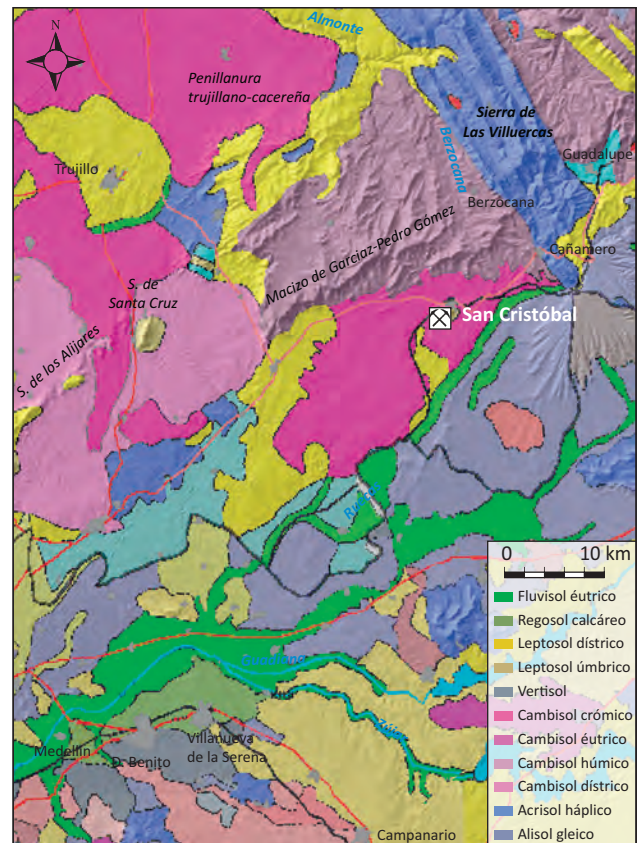 N
Almonte
Penillanura
trujillano-cacereña
Sierra de
Las Villuercas
Berzocana
Guadalupe
Trujillo
Berzocana
Cañamero
Macizo de Garciaz-Pedro Gómez
S. de
Santa Cruz
San Cristóbal
S. de los Alijares
Ruecas
0 10 km
Fluvisol éutrico
Regosol calcáreo
Leptosol dístrico
Leptosol úmbrico
Vertisol
Cambisol crómico
Cambisol éutrico
Cambisol húmico
Cambisol dístrico
Acrisol háplico
Alisol gleico
Guadiana
Zújar
Medellín
D. Benito
Villanueva
de la Serena
Campanario